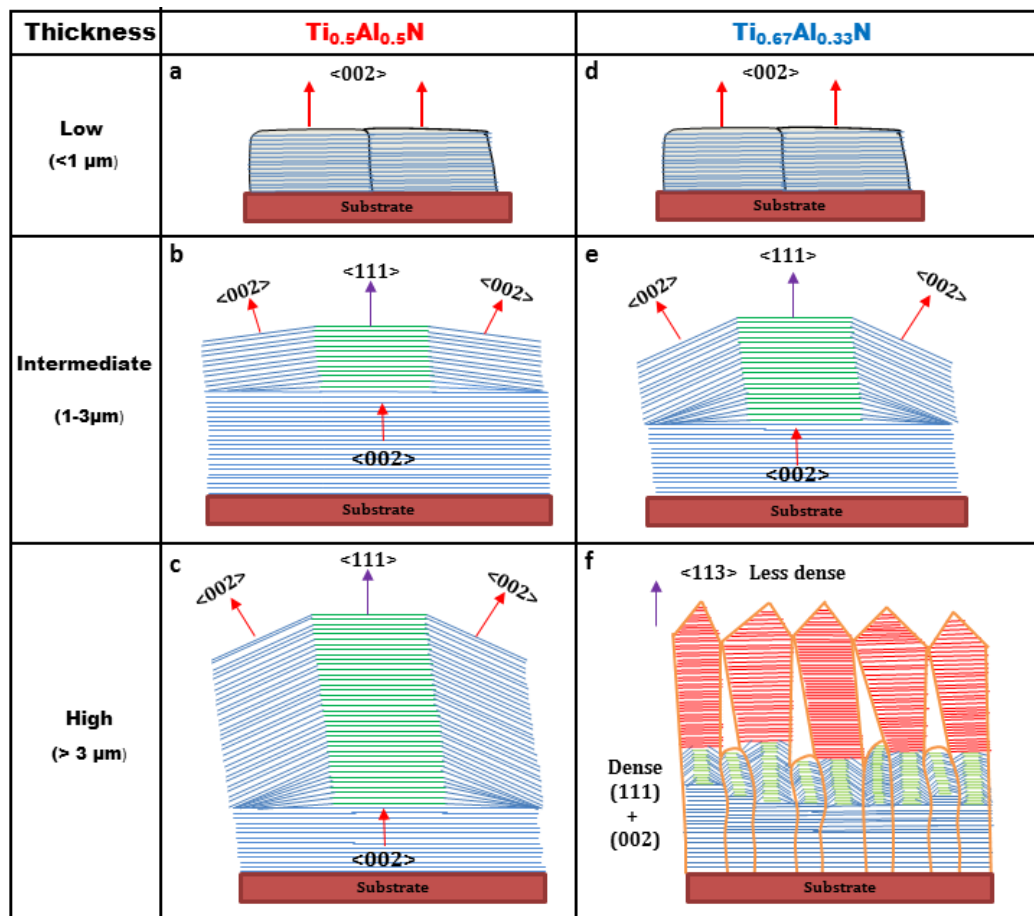 Thickness
Ti0.5Al0.5N
Ti0.67Al0.33N
Low
(<1 µm)
a
<002>
Substrate
d
<002>
Substrate
Intermediate
(1-3µm)
b
<111>
<002>
<002>
<002>
Substrate
e
<111>
<002>
<002>
<002>
Substrate
High
(> 3 µm)
c
<111>
<002>
<002>
<002>
Substrate
f
<113> Less dense
Dense
(111)
+
(002)
Substrate